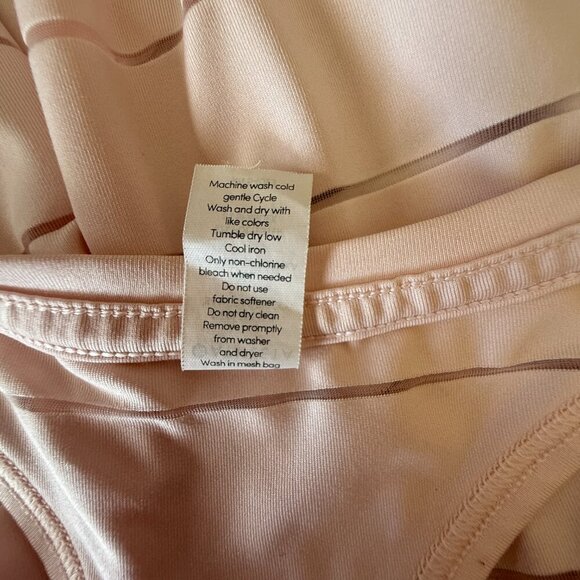 Machine wash cold
gentle Cycle
Wash and dry with
like colors
Tumble dry low
Cool iron
Only non-chlorine
bleach when needed
Do not use
fabric softener
Do not dry clean
Remove promptly
from washer
and dryer
Wash in mesh bag